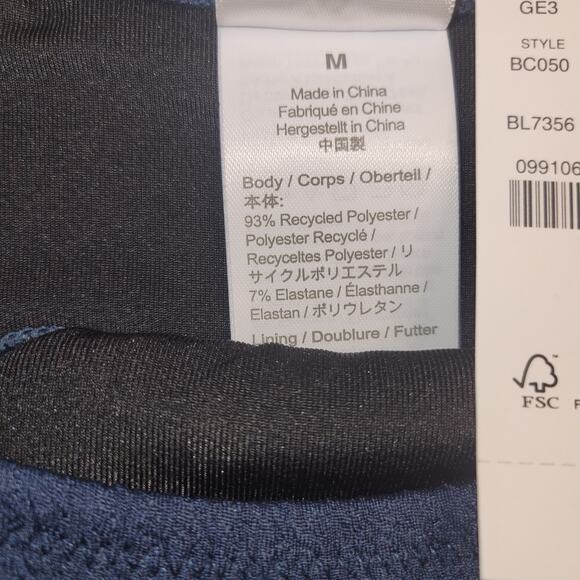 M
Made in China
Fabriqué en Chine
Hergestellt in China
中国製
Body / Corps / Oberteil /
本体:
93% Recycled Polyester /
Polyester Recyclé /
Recyceltes Polyester / リ
サイクルポリエステル
7% Elastane / Élasthanne /
Elastan / ポリウレタン
Lining / Doublure / Futter
GE3
STYLE
BC050
BL7356
099106
FSC